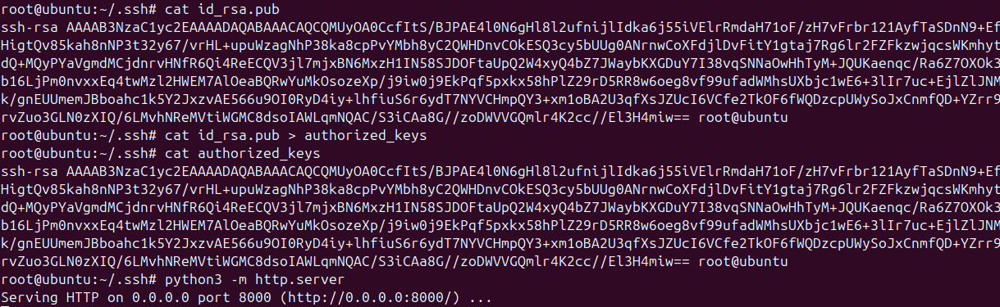 root@ubuntu:~/.ssh# cat id_rsa.pub
ssh-rsa AAAAB3NzaC1yc2EAAAADAQABAAACAQCQMUyOA0CcfItS/BJPAE4l0N6gHl8l2ufnijlIdka6j55iVElrRmdaH71oF/zH7vFrbr121AyfTaSDnN9+Ef
HigtQv85kah8nNP3t32y67/vrHL+upuWzagNhP38ka8cpPvYMbh8yC2QWHDnvCOkESQ3cy5bUUg0ANrnwCoXFdjlDvFitY1gtaj7Rg6lr2FZFkzwjqcsWKmhyt
dQ+MQyPYaVgmdMCjdnrvHNfR6Qi4ReECQV3jl7mjxBN6MxzH1IN58SJDOFtaUpQ2W4xyQ4bZ7JWaybKXGDuY7I38vqSNNaOwHhTyM+JQUKaenqc/Ra6Z7OXOk3
b16LjPm0nvxxEq4twMzl2HWEM7AlOeaBQRwYuMkOsozeXp/j9iw0j9EkPqf5pxkx58hPlZ29rD5RR8w6oeg8vf99ufadWMhsUXbjc1wE6+3lIr7uc+EjlZlJNM
k/gnEUUmemJBboahc1k5Y2JxzvAE566u9OI0RyD4iy+lhfiuS6r6ydT7NYVCHmpQY3+xm1oBA2U3qfXsJZUcI6VCfe2TkOF6fWQDzcpUWySoJxCnmfQD+YZrr9
rvZuo3GLN0zXIQ/6LMvhNReMVtiWGMC8dsoIAWLqmNQAC/S3iCAa8G//zoDWVVGQmlr4K2cc//El3H4miw== root@ubuntu
root@ubuntu:~/.ssh# cat id_rsa.pub > authorized_keys
root@ubuntu:~/.ssh# cat authorized_keys
ssh-rsa AAAAB3NzaC1yc2EAAAADAQABAAACAQCQMUyOA0CcfItS/BJPAE4l0N6gHl8l2ufnijlIdka6j55iVElrRmdaH71oF/zH7vFrbr121AyfTaSDnN9+Ef
HigtQv85kah8nNP3t32y67/vrHL+upuWzagNhP38ka8cpPvYMbh8yC2QWHDnvCOkESQ3cy5bUUg0ANrnwCoXFdjlDvFitY1gtaj7Rg6lr2FZFkzwjqcsWKmhyt
dQ+MQyPYaVgmdMCjdnrvHNfR6Qi4ReECQV3jl7mjxBN6MxzH1IN58SJDOFtaUpQ2W4xyQ4bZ7JWaybKXGDuY7I38vqSNNaOwHhTyM+JQUKaenqc/Ra6Z7OXOk3
b16LjPm0nvxxEq4twMzl2HWEM7AlOeaBQRwYuMkOsozeXp/j9iw0j9EkPqf5pxkx58hPlZ29rD5RR8w6oeg8vf99ufadWMhsUXbjc1wE6+3lIr7uc+EjlZlJNM
k/gnEUUmemJBboahc1k5Y2JxzvAE566u9OI0RyD4iy+lhfiuS6r6ydT7NYVCHmpQY3+xm1oBA2U3qfXsJZUcI6VCfe2TkOF6fWQDzcpUWySoJxCnmfQD+YZrr9
rvZuo3GLN0zXIQ/6LMvhNReMVtiWGMC8dsoIAWLqmNQAC/S3iCAa8G//zoDWVVGQmlr4K2cc//El3H4miw== root@ubuntu
root@ubuntu:~/.ssh# python3 -m http.server
Serving HTTP on 0.0.0.0 port 8000 (http://0.0.0.0:8000/) ...